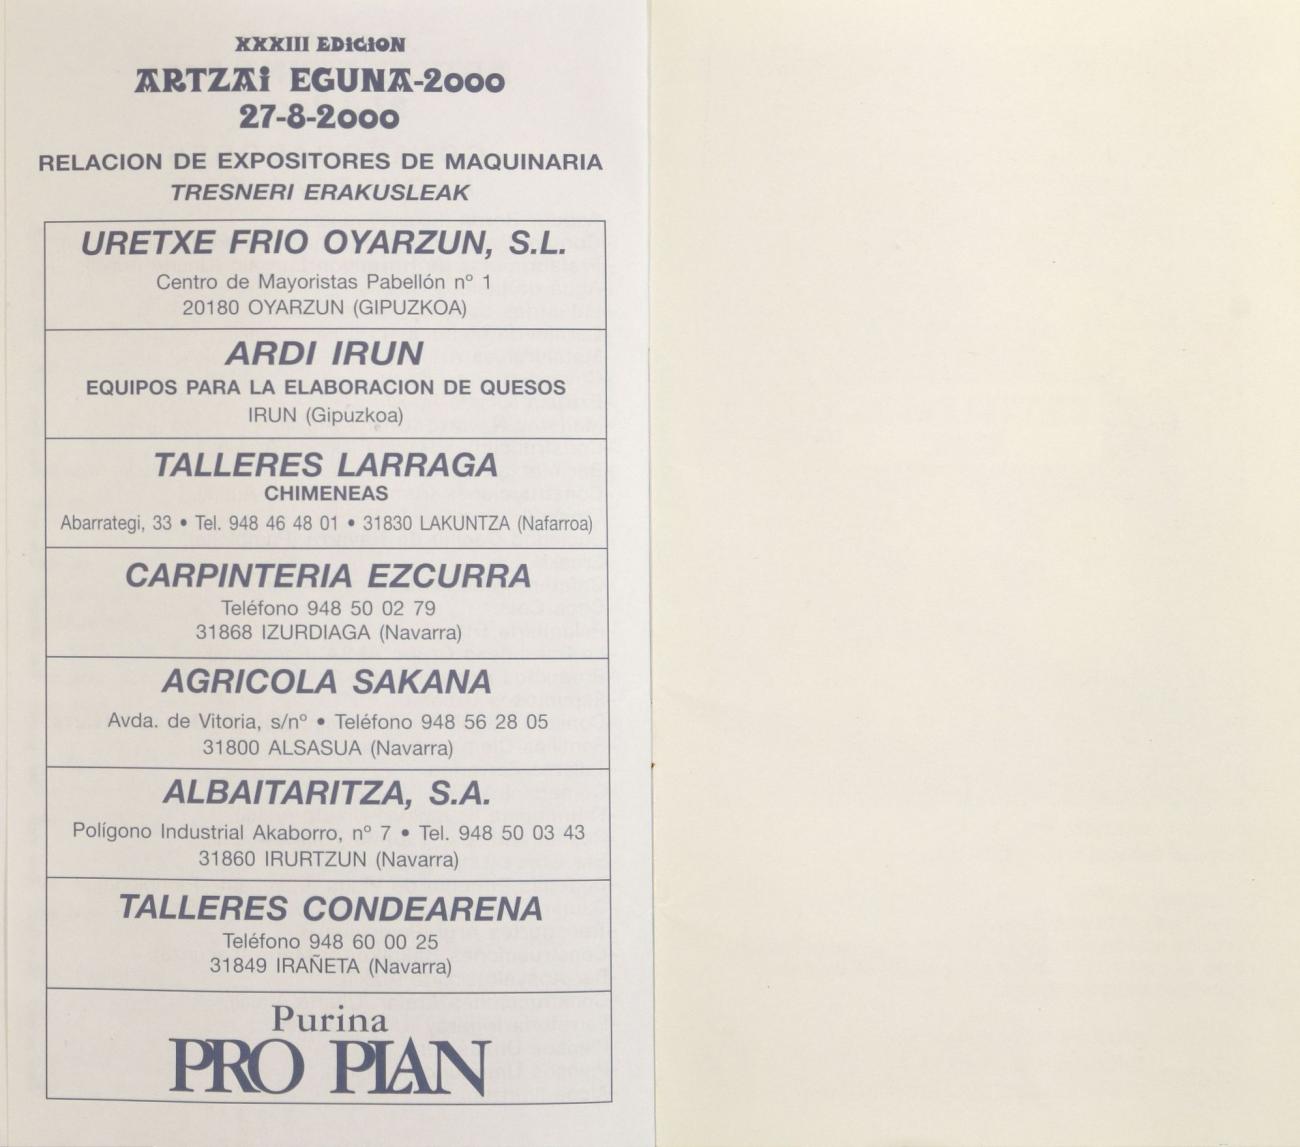 XXXIII EDICION
ARTZAI EGUNA-2000
27-8-2000
RELACION DE EXPOSITORES DE MAQUINARIA
TRESNERI ERAKUSLEAK
URETXE FRIO OYARZUN, S.L.
Centro de Mayoristas Pabellón nº 1
20180 OYARZUN (GIPUZKOA)
ARDI IRUN
EQUIPOS PARA LA ELABORACION DE QUESOS
IRUN (Gipuzkoa)
TALLERES LARRAGA
CHIMENEAS
Abarrategi, 33 • Tel. 948 46 48 01 • 31830 LAKUNTZA (Nafarroa)
CARPINTERIA EZCURRA
Teléfono 948 50 02 79
31868 IZURDIAGA (Navarra)
AGRICOLA SAKANA
Avda. de Vitoria, s/nº • Teléfono 948 56 28 05
31800 ALSASUA (Navarra)
ALBAITARITZA, S.A.
Polígono Industrial Akaborro, nº 7 • Tel. 948 50 03 43
31860 IRURTZUN (Navarra)
TALLERES CONDEARENA
Teléfono 948 60 00 25
31849 IRAÑETA (Navarra)
Purina
PRO PLAN